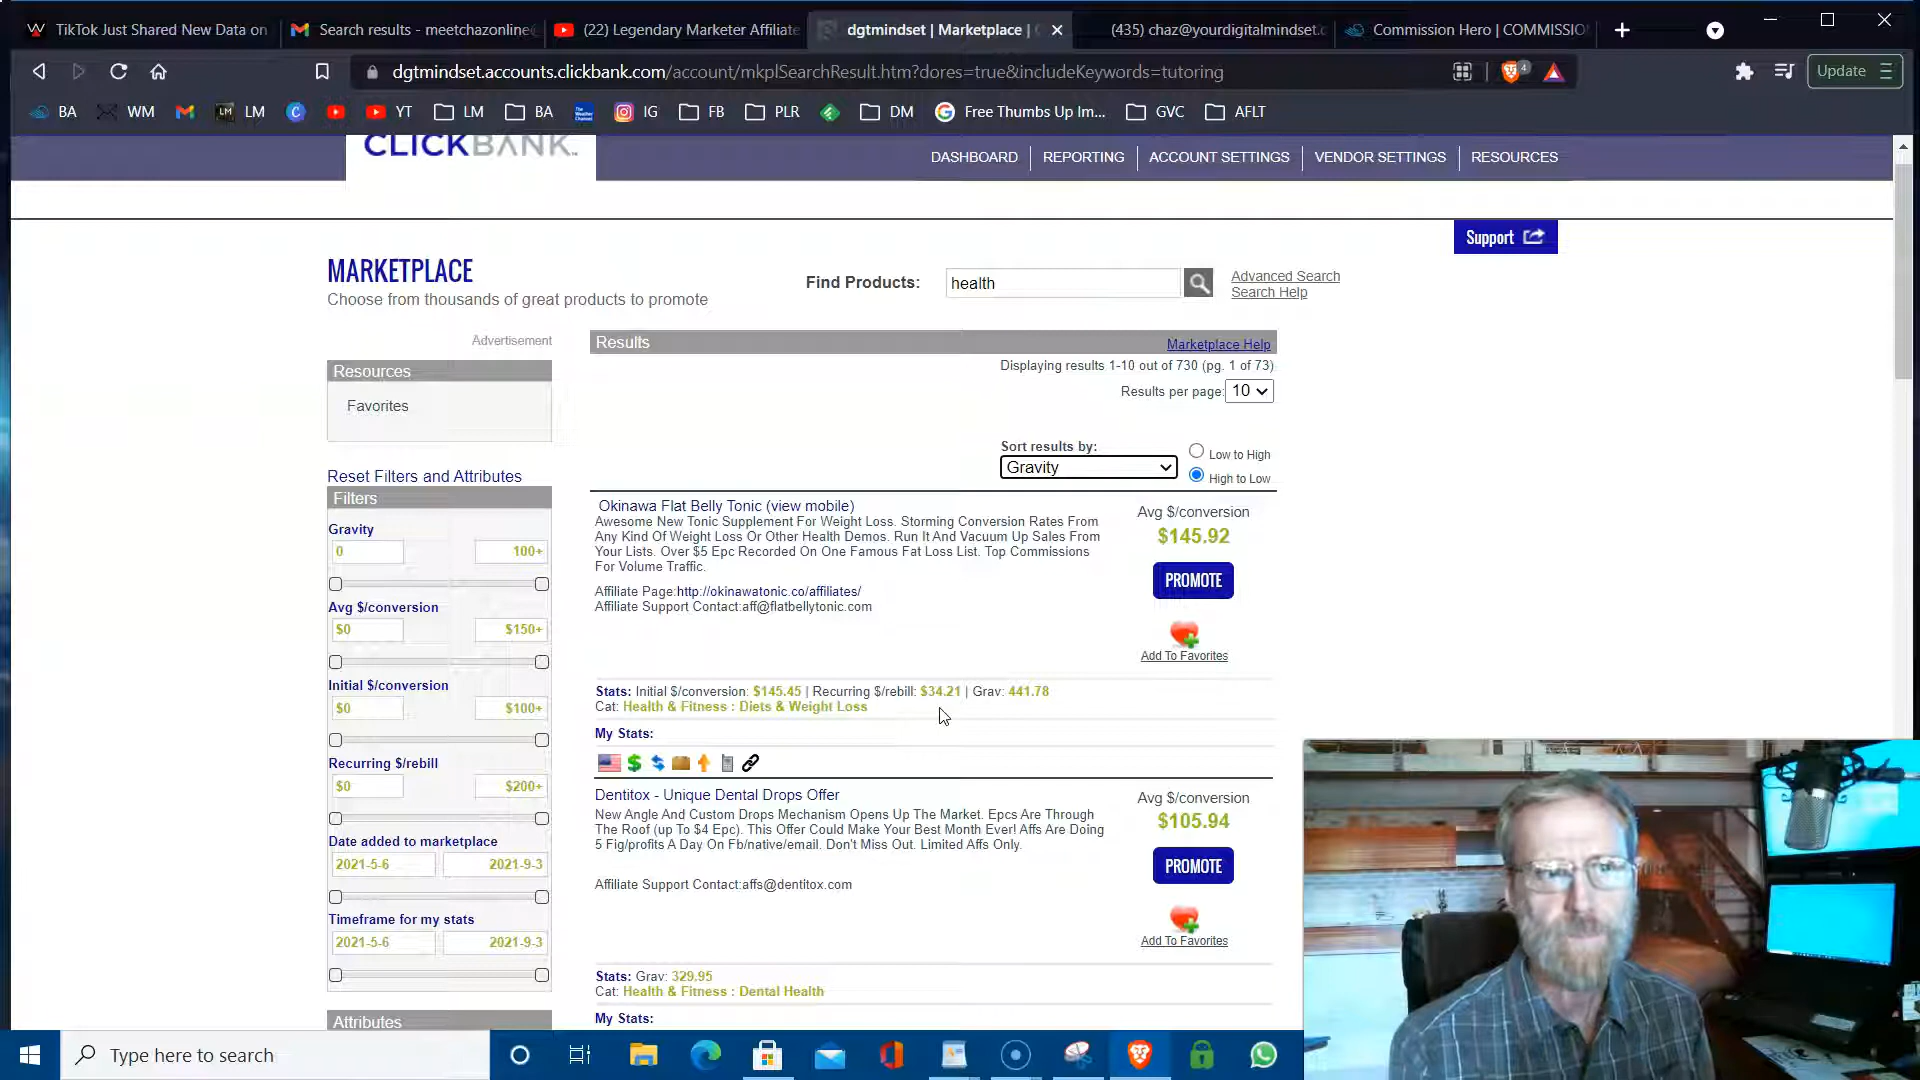 TikTok Just Shared New Data on
Search results - meetchazonline
(22) Legendary Marketer Affiliate
dgtmindset | Marketplace |
(435) chaz@yourdigitalmindset.c
Commission Hero | COMMISSIO
dgtmindset.accounts.clickbank.com/account/mkplSearchResult.htm?dores=true&includeKeywords=tutoring
4
Update
BA
WM
LM
YT
LM
BA
IG
FB
PLR
DM
Free Thumbs Up Im...
GVC
AFLT
CLICKBANK
DASHBOARD
REPORTING
ACCOUNT SETTINGS
VENDOR SETTINGS
RESOURCES
Support
MARKETPLACE
Choose from thousands of great products to promote
Find Products:
health
Advanced Search
Search Help
Advertisement
Resources
Favorites
Reset Filters and Attributes
Filters
Gravity
0
100+
Avg $/conversion
$0
$150+
Initial $/conversion
$0
$100+
Recurring $/rebill
$0
$200+
Date added to marketplace
2021-5-6
2021-9-3
Timeframe for my stats
2021-5-6
2021-9-3
Attributes
Results
Marketplace Help
Displaying results 1-10 out of 730 (pg. 1 of 73)
Results per page: 10
Sort results by:
Gravity
Low to High
High to Low
Okinawa Flat Belly Tonic (view mobile)
Awesome New Tonic Supplement For Weight Loss. Storming Conversion Rates From
Any Kind Of Weight Loss Or Other Health Demos. Run It And Vacuum Up Sales From
Your Lists. Over $5 Epc Recorded On One Famous Fat Loss List. Top Commissions
For Volume Traffic.
Affiliate Page:http://okinawatonic.co/affiliates/
Affiliate Support Contact:aff@flatbellytonic.com
Avg $/conversion
$145.92
PROMOTE
Add To Favorites
Stats: Initial $/conversion: $145.45 | Recurring $/rebill: $34.21 | Grav: 441.78
Cat: Health & Fitness : Diets & Weight Loss
My Stats:
Dentitox - Unique Dental Drops Offer
New Angle And Custom Drops Mechanism Opens Up The Market. Epcs Are Through
The Roof (up To $4 Epc). This Offer Could Make Your Best Month Ever! Affs Are Doing
5 Fig/profits A Day On Fb/native/email. Don't Miss Out. Limited Affs Only.
Affiliate Support Contact:affs@dentitox.com
Avg $/conversion
$105.94
PROMOTE
Add To Favorites
Stats: Grav: 329.95
Cat: Health & Fitness : Dental Health
My Stats:
Type here to search